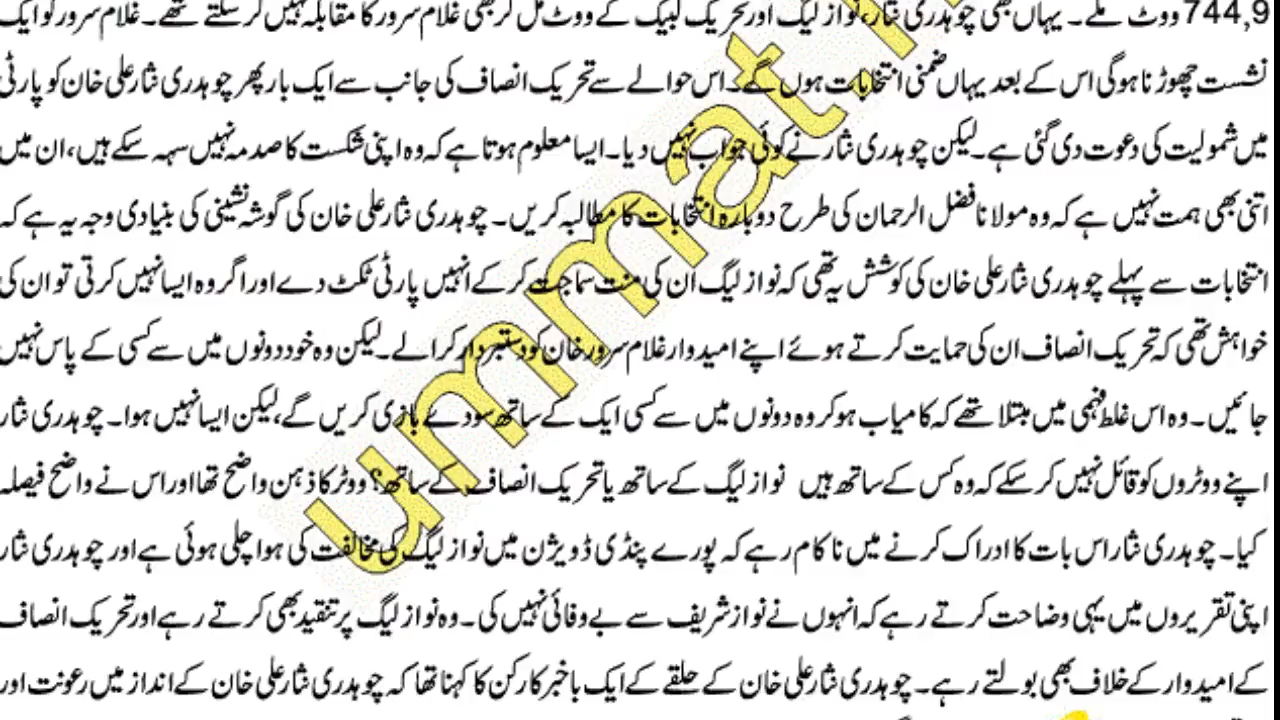 744,9 ووٹ ملے۔ یہاں بھی چوہدری نثار، نواز لیگ اور تحریک لبیک کے ووٹ مل کر بھی غلام سرور کا مقابلہ نہیں کر سکتے تھے۔ غلام سرور کو ایک
نشست چھوڑنا ہوگی اس کے بعد یہاں ضمنی انتخابات ہوں گے۔ اس حوالے سے تحریک انصاف کی جانب سے ایک بار پھر چوہدری نثار علی خان کو پارٹی
میں شمولیت کی دعوت دی گئی ہے۔ لیکن چوہدری نثار نے کوئی جواب نہیں دیا۔ ایسا معلوم ہوتا ہے کہ وہ اپنی شکست کا صدمہ نہیں سہہ سکے ہیں، ان میں
اتنی بھی ہمت نہیں ہے کہ وہ مولانا فضل الرحمان کی طرح دوبارہ انتخابات کا مطالبہ کریں۔ چوہدری نثار علی خان کی گوشہ نشینی کی بنیادی وجہ یہ ہے کہ
انتخابات سے پہلے چوہدری نثار علی خان کی کوشش یہ تھی کہ نواز لیگ ان کی منت سماجت کر کے انہیں پارٹی ٹکٹ دے اور اگر وہ ایسا نہیں کرتی تو ان کی
خواہش تھی کہ تحریک انصاف ان کی حمایت کرتے ہوئے اپنے امیدوار غلام سرور خان کو دستبردار کرالے۔ لیکن وہ خود دونوں میں سے کسی کے پاس نہیں
جائیں۔ وہ اس غلط فہمی میں مبتلا تھے کہ کامیاب ہو کر وہ دونوں میں سے کسی ایک کے ساتھ سودے بازی کریں گے، لیکن ایسا نہیں ہوا۔ چوہدری نثار
اپنے ووٹروں کو قائل نہیں کر سکے کہ وہ کس کے ساتھ ہیں نواز لیگ کے ساتھ یا تحریک انصاف کے ساتھ؟ ووٹر کا ذہن واضح تھا اور اس نے واضح فیصلہ
کیا۔ چوہدری نثار اس بات کا ادراک کرنے میں ناکام رہے کہ پورے پنڈی ڈویژن میں نواز لیگ کی مخالفت کی ہوا چلی ہوئی ہے اور چوہدری نثار
اپنی تقریروں میں یہی وضاحت کرتے رہے کہ انہوں نے نواز شریف سے بے وفائی نہیں کی۔ وہ نواز لیگ پر تنقید بھی کرتے رہے اور تحریک انصاف
کے امیدوار کے خلاف بھی بولتے رہے۔ چوہدری نثار علی خان کے حلقے کے ایک باخبر کارکن کا کہنا تھا کہ چوہدری نثار علی خان کے انداز میں رعونت اور
ummat.